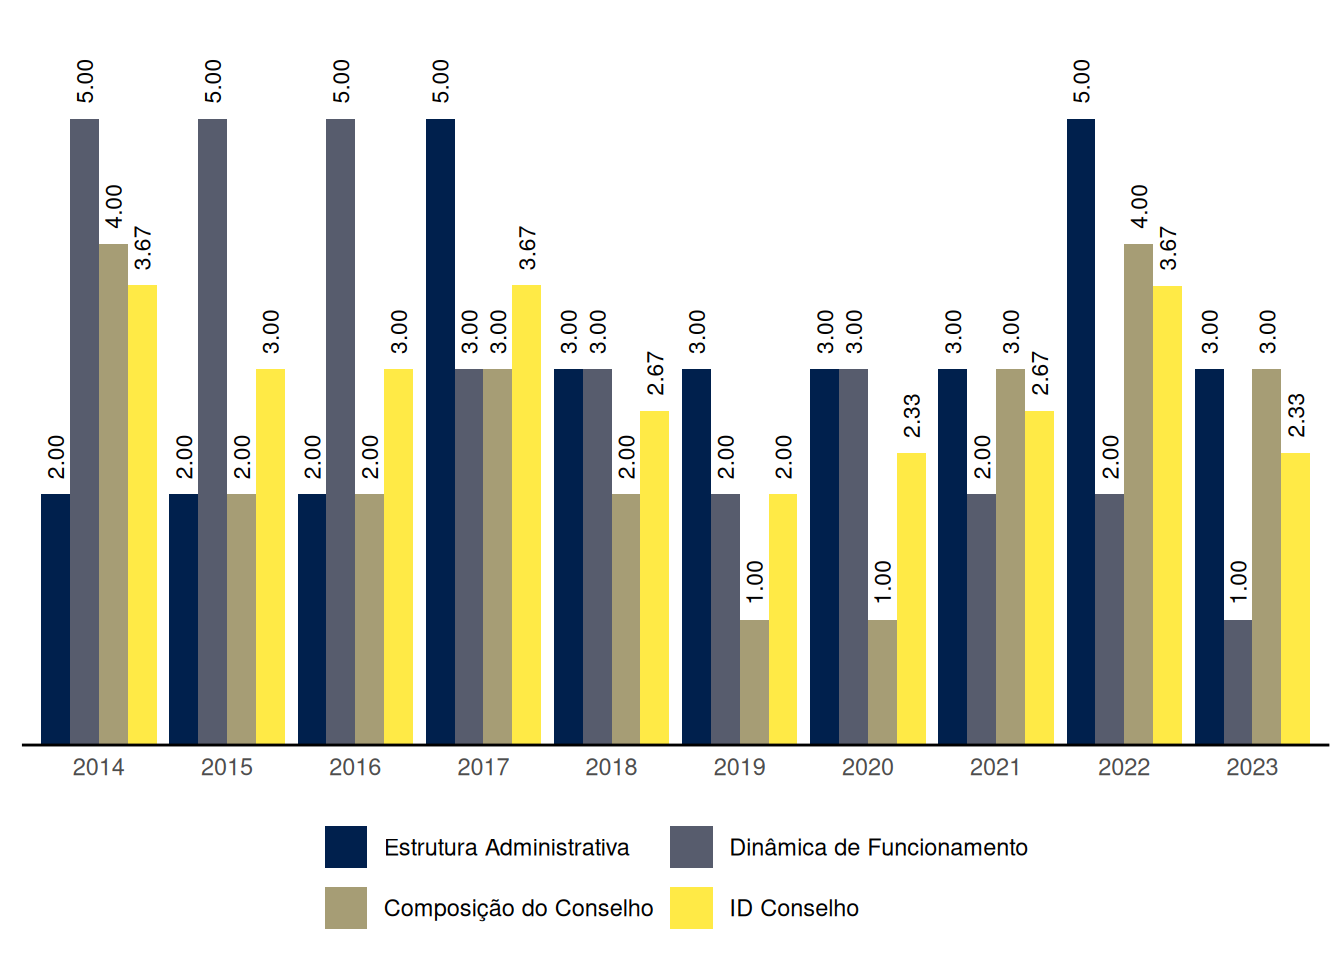 5.00 5.00 5.00 5.00 5.00
4.00 4.00
3.67 3.67 3.67
3.00 3.00 3.00 3.00 3.00 3.00 3.00 3.00 3.00 3.00 3.00 3.00 3.00
2.67 2.67
2.33 2.33
2.00 2.00 2.00 2.00 2.00 2.00 2.00 2.00 2.00 2.00
1.00 1.00 1.00
2014 2015 2016 2017 2018 2019 2020 2021 2022 2023
Estrutura Administrativa Dinâmica de Funcionamento
Composição do Conselho ID Conselho